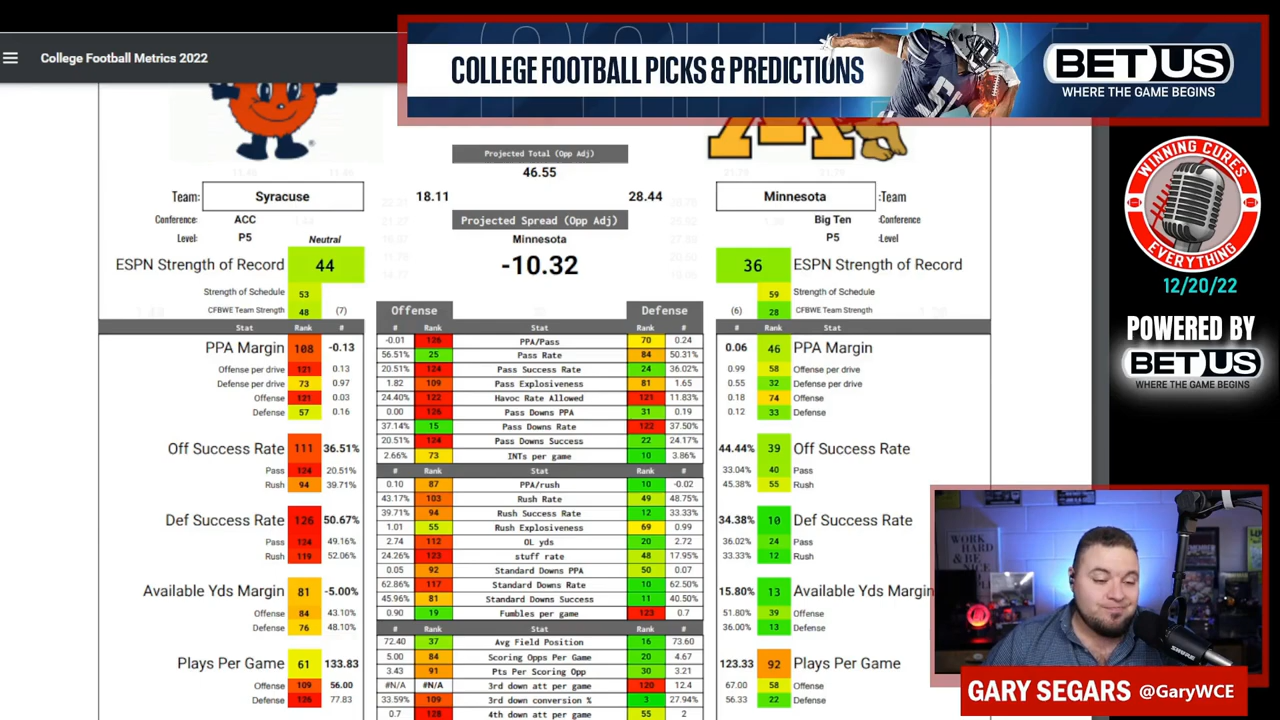 College Football Metrics 2022
COLLEGE FOOTBALL PICKS & PREDICTIONS
BETUS
WHERE THE GAME BEGINS
Projected Total (Opp Adj)
46.55
Team: Syracuse 18.11 28.44 Minnesota :Team
Projected Spread (Opp Adj)
Conference: ACC Minnesota Big Ten :Conference
Level: P5 Neutral P5 :Level
ESPN Strength of Record 44 -10.32 36 ESPN Strength of Record
Strength of Schedule 53 59 Strength of Schedule
CFBWE Team Strength 48 (7) Offense Defense (6) 28 CFBWE Team Strength
Stat Rank # # Rank Stat Rank # # Rank Stat
PPA Margin 108 -0.13 0.06 46 PPA Margin
Offense per drive 121 0.13 0.99 58 Offense per drive
Defense per drive 73 0.97 0.55 32 Defense per drive
Offense 121 0.03 0.18 74 Offense
Defense 57 0.16 0.12 33 Defense
-0.01 126 PPA/Pass 70 0.24
56.51% 25 Pass Rate 84 50.31%
20.51% 124 Pass Success Rate 24 36.02%
1.82 109 Pass Explosiveness 81 1.65
24.40% 122 Havoc Rate Allowed 121 11.83%
0.00 126 Pass Downs PPA 31 0.19
37.14% 15 Pass Downs Rate 122 37.50%
20.51% 124 Pass Downs Success 22 24.17%
2.66% 73 INTs per game 10 3.86%
Off Success Rate 111 36.51% 44.44% 39 Off Success Rate
Pass 124 20.51% 33.04% 40 Pass
Rush 94 39.71% 45.38% 55 Rush
# Rank Stat Rank #
0.10 87 PPA/rush 10 -0.02
43.17% 103 Rush Rate 49 48.75%
39.71% 94 Rush Success Rate 12 33.33%
1.01 55 Rush Explosiveness 69 0.99
2.74 112 OL yds 20 2.72
24.26% 123 stuff rate 48 17.95%
0.05 92 Standard Downs PPA 50 0.07
62.86% 117 Standard Downs Rate 10 62.50%
45.96% 81 Standard Downs Success 11 40.50%
0.90 19 Fumbles per game 123 0.7
Def Success Rate 126 50.67% 34.38% 10 Def Success Rate
Pass 124 49.16% 36.02% 24 Pass
Rush 119 52.06% 33.33% 12 Rush
Available Yds Margin 81 -5.00% 15.80% 13 Available Yds Margin
Offense 84 43.10% 51.80% 39 Offense
Defense 76 48.10% 36.00% 13 Defense
# Rank Stat Rank #
72.40 37 Avg Field Position 16 73.60
5.00 84 Scoring Opps Per Game 20 4.67
3.43 91 Pts Per Scoring Opp 30 3.21
#N/A #N/A 3rd down att per game 120 12.4
33.59% 109 3rd down conversion % 3 27.94%
0.7 128 4th down att per game 55 2
Plays Per Game 61 133.83 123.33 92 Plays Per Game
Offense 109 56.00 67.00 58 Offense
Defense 126 77.83 56.33 22 Defense
WINNING CURES
EVERYTHING
12/20/22
POWERED BY
BETUS
WHERE THE GAME BEGINS
WORK
HARD &
GARY SEGARS @GaryWCE